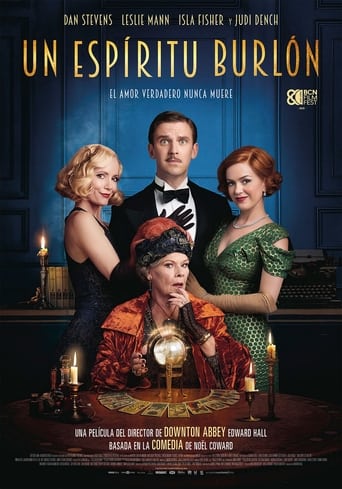 DAN STEVENS LESLIE MANN ISLA FISHER Y JUDI DENCH
UN ESPÍRITU BURLÓN
EL AMOR VERDADERO NUNCA MUERE
BCN
FILM
FEST
UNA PELÍCULA DEL DIRECTOR DE DOWNTON ABBEY EDWARD HALL
BASADA EN LA COMEDIA DE NOËL COWARD